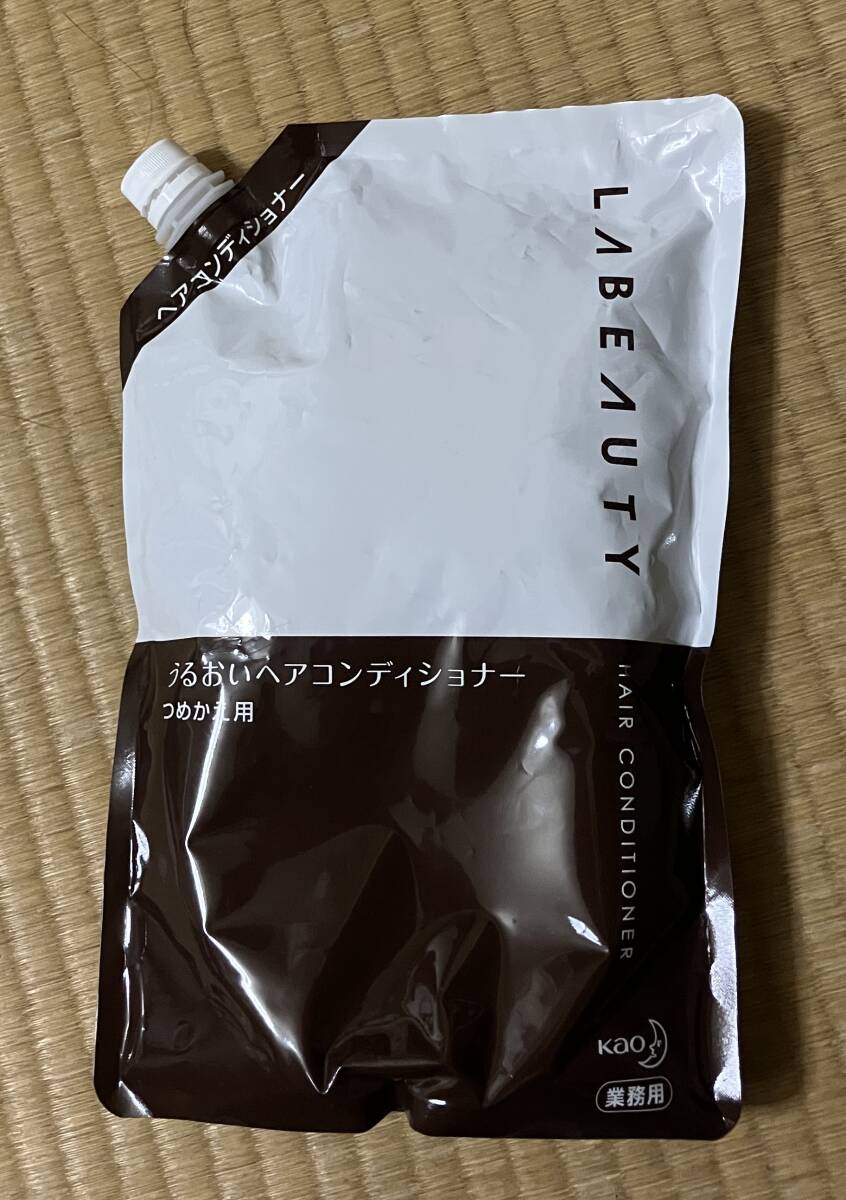 ヘアコンディショナー
LABEAUTY
うるおいヘアコンディショナー
つめかえ用
HAIR CONDITIONER
Kao
業務用